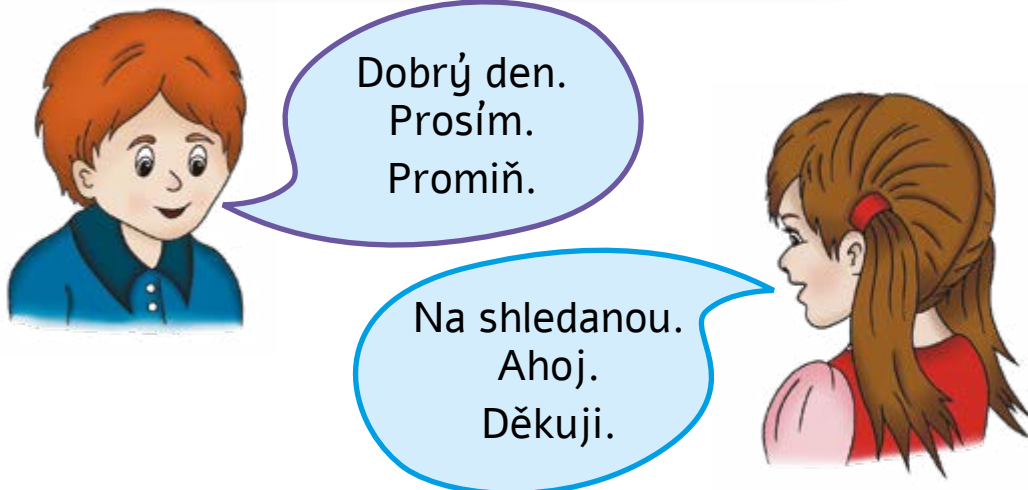 Dobrý den.
Prosím.
Promiň.
Na shledanou.
Ahoj.
Děkuji.